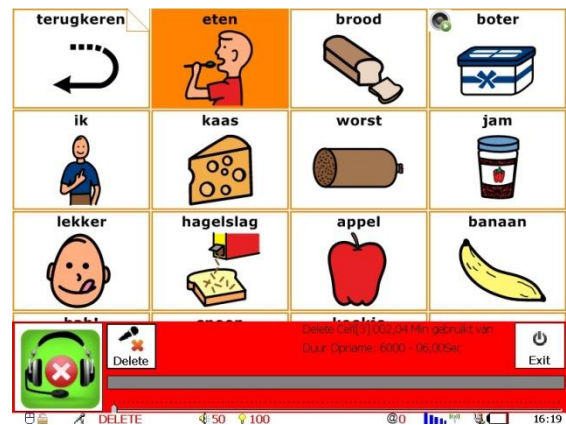 terugkeren eten brood boter
ik kaas worst jam
lekker hagelslag appel banaan
Delete Cell[3] 002,04 Min gebruikt van
Duur Opname: 6000 - 06,00Sec
Delete Exit
DELETE 50 100 @0 16:19